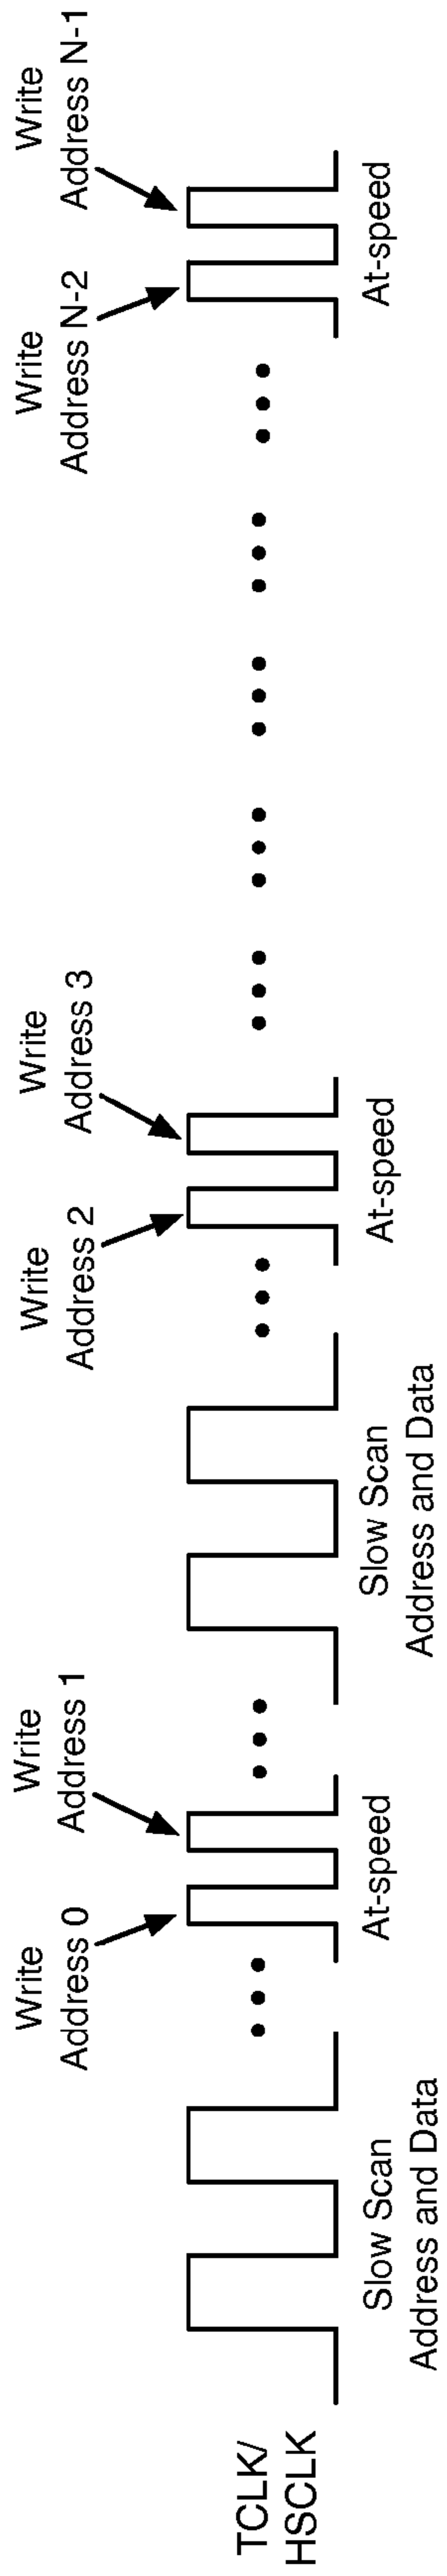 TCLK/
HSCLK
Write
Address 0
Write
Address 1
Write
Address 2
Write
Address 3
Write
Address N-2
Write
Address N-1
Slow Scan
Address and Data
At-speed
Slow Scan
Address and Data
At-speed
At-speed